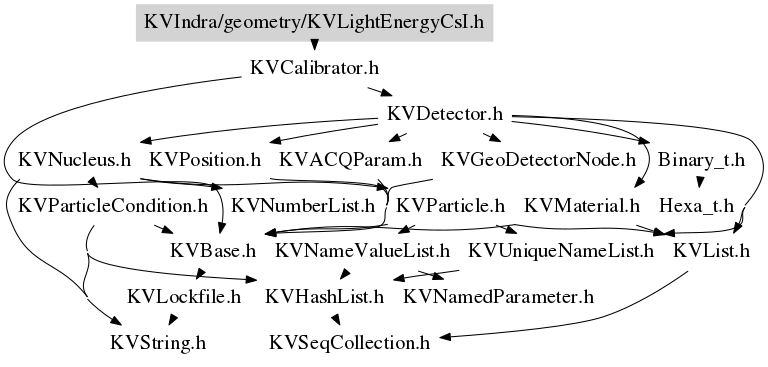 KVIndra/geometry/KVLightEnergyCsI.h
KVCalibrator.h
KVDetector.h
KVNucleus.h KVPosition.h KVACQParam.h KVGeoDetectorNode.h Binary_t.h
KVParticleCondition.h KVNumberList.h KVParticle.h KVMaterial.h Hexa_t.h
KVBase.h KVNameValueList.h KVUniqueNameList.h KVList.h
KVLockfile.h KVHashList.h KVNamedParameter.h
KVString.h KVSeqCollection.h